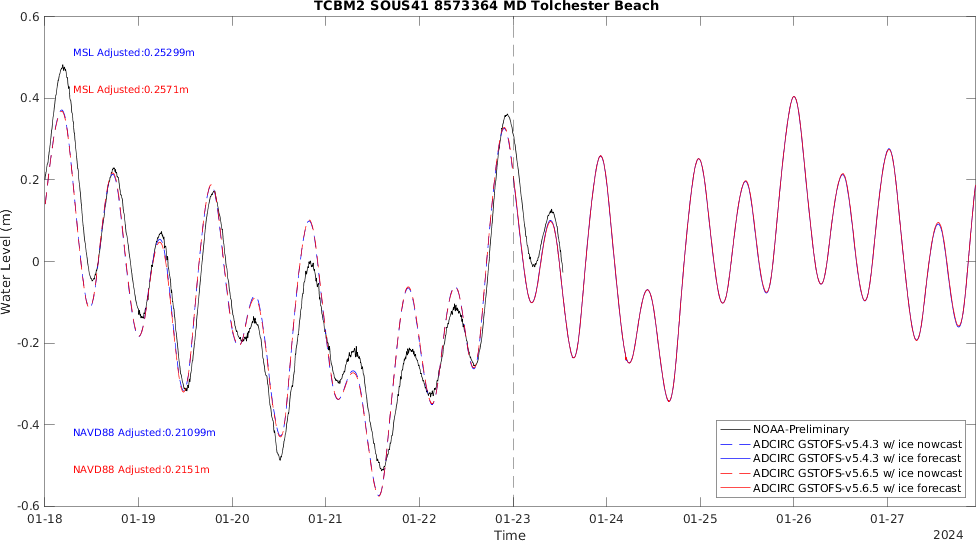 TCBM2 SOUS41 8573364 MD Tolchester Beach
0.6
MSL Adjusted:0.25299m
MSL Adjusted:0.2571m
0.4
0.2
0
-0.2
-0.4
-0.6
Water Level (m)
NAVD88 Adjusted:0.21099m
NAVD88 Adjusted:0.2151m
NOAA-Preliminary
ADCIRC GSTOFS-v5.4.3 w/ ice nowcast
ADCIRC GSTOFS-v5.4.3 w/ ice forecast
ADCIRC GSTOFS-v5.6.5 w/ ice nowcast
ADCIRC GSTOFS-v5.6.5 w/ ice forecast
01-18 01-19 01-20 01-21 01-22 01-23 01-24 01-25 01-26 01-27
Time
2024